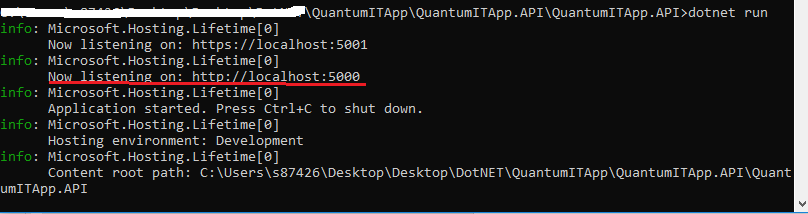 \QuantumITApp\QuantumITApp.API\QuantumITApp.API>dotnet run
info: Microsoft.Hosting.Lifetime[0]
Now listening on: https://localhost:5001
info: Microsoft.Hosting.Lifetime[0]
Now listening on: http://localhost:5000
info: Microsoft.Hosting.Lifetime[0]
Application started. Press Ctrl+C to shut down.
info: Microsoft.Hosting.Lifetime[0]
Hosting environment: Development
info: Microsoft.Hosting.Lifetime[0]
Content root path: C:\Users\s87426\Desktop\Desktop\DotNET\QuantumITApp\QuantumITApp.API\Quant
umITApp.API